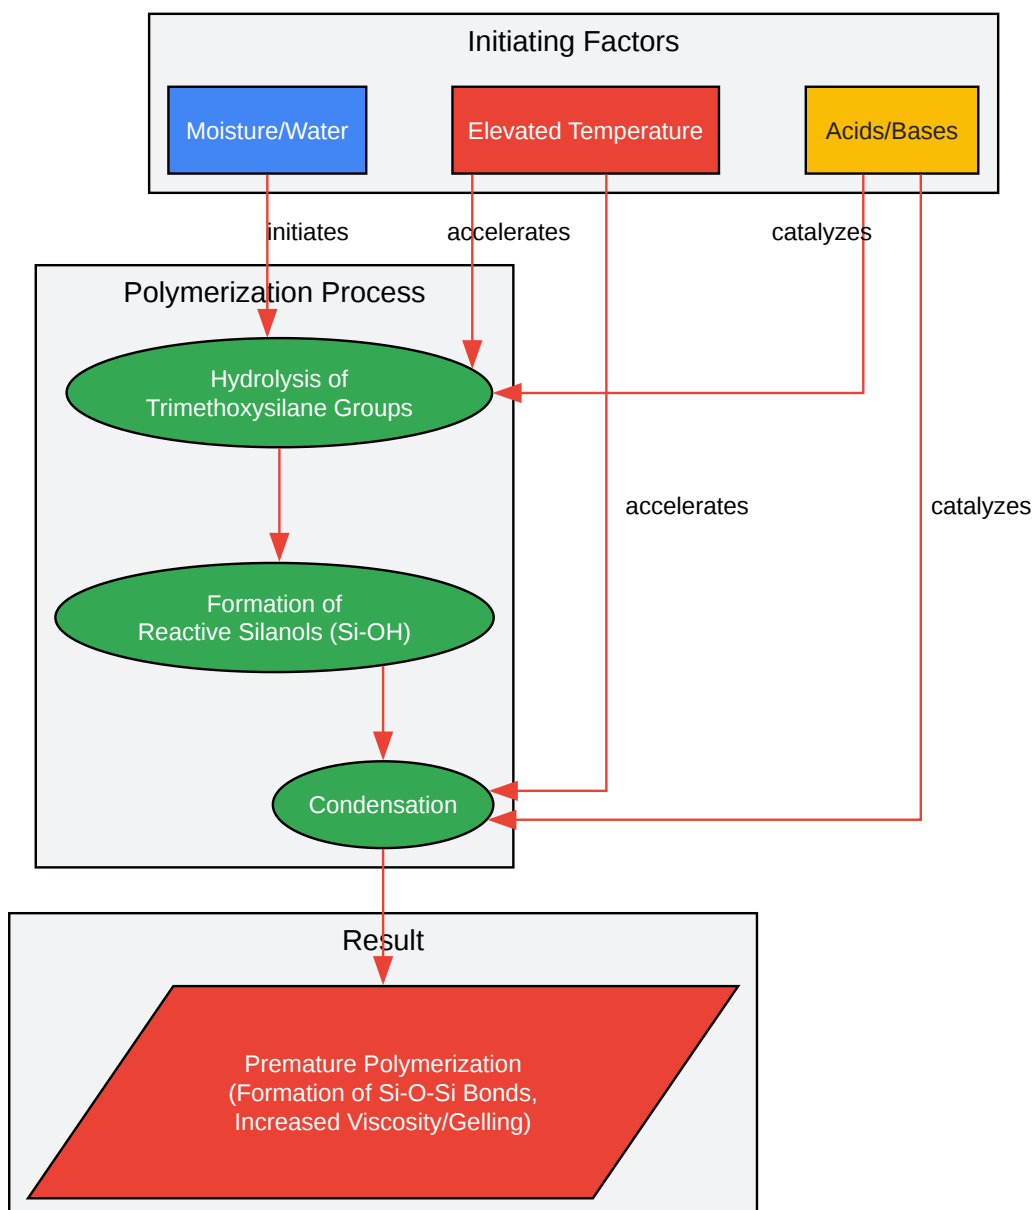 Initiating Factors
Moisture/Water
Elevated Temperature
Acids/Bases
initiates
accelerates
catalyzes
Polymerization Process
Hydrolysis of
Trimethoxysilane Groups
accelerates
catalyzes
Formation of
Reactive Silanols (Si-OH)
Condensation
Result
Premature Polymerization
(Formation of Si-O-Si Bonds,
Increased Viscosity/Gelling)